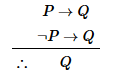 P → Q
¬P → Q
∴ Q